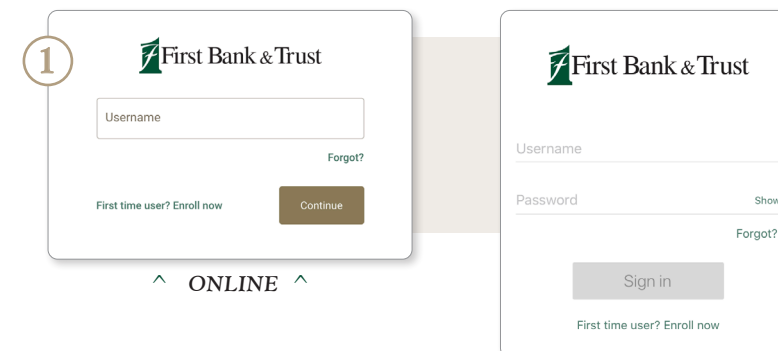 1
First Bank & Trust
Username
Forgot?
First time user? Enroll now
Continue
^ ONLINE ^
First Bank & Trust
Username
Password
Show
Forgot?
Sign in
First time user? Enroll now